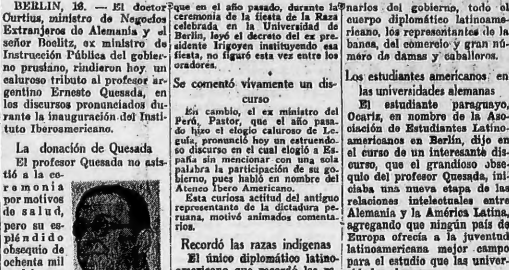 BERLIN, 16. — El doctor
Curtius, ministro de Negocios
Extranjeros de Alemania y el
señor Boelitz, ex ministro de
Instrucción Pública del gobier-
no prusiano, rindieron hoy un
caluroso tributo al profesor ar-
gentino Ernesto Quesada, en
los discursos pronunciados du-
rante la inauguración del Insti
tuto Iberoamericano.
La donación de Quesada
El profesor Quesada no asis-
tió a la ce-
remonia
por motivos
de salud,
pero su es-
pléndido
obsequio de
ochenta mil
que en el año pasado, durante la
ceremonia de la fiesta de la Raza
celebrada en la Universidad de
Berlín, leyó el decreto del ex pre
sidente Irigoyen instituyendo esa
fiesta, no figuró esta vez entre los
oradores.
Se comentó vivamente un dis-
curso
En cambio, el ex ministro del
Perú, Pastor, que el año pasa-
do hizo el elogio caluroso de Le-
guía, pronunció hoy un estruendo-
so discurso en el cual elogió a Es-
paña sin mencionar con una sola
palabra la participación de su go-
bierno, pues habló en nombre del
Ateneo Ibero Americano.
Esta curiosa actitud del antiguo
representante de la dictadura pe-
ruana, motivó animados comenta-
rios.
Recordó las razas indígenas
El único diplomático latino-
americano que recordó las
narios del gobierno, todo el
cuerpo diplomático latinoame-
ricano, los representantes de la
banca, del comercio y gran nú-
mero de damas y caballeros.
Los estudiantes americanos en
las universidades alemanas
El estudiante paraguayo,
Ocariz, en nombre de la Aso-
ciación de Estudiantes Latino-
americanos en Berlín, dijo en
el curso de un interesante dis-
curso, que el grandioso obse-
quio del profesor Quesada, ini-
ciaba una nueva etapa de las
relaciones intelectuales entre
Alemania y la América Latina,
agregando que ningún país de
Europa ofrecía a la juventud
latinoamericana mejor campo
para el estudio que las univer-